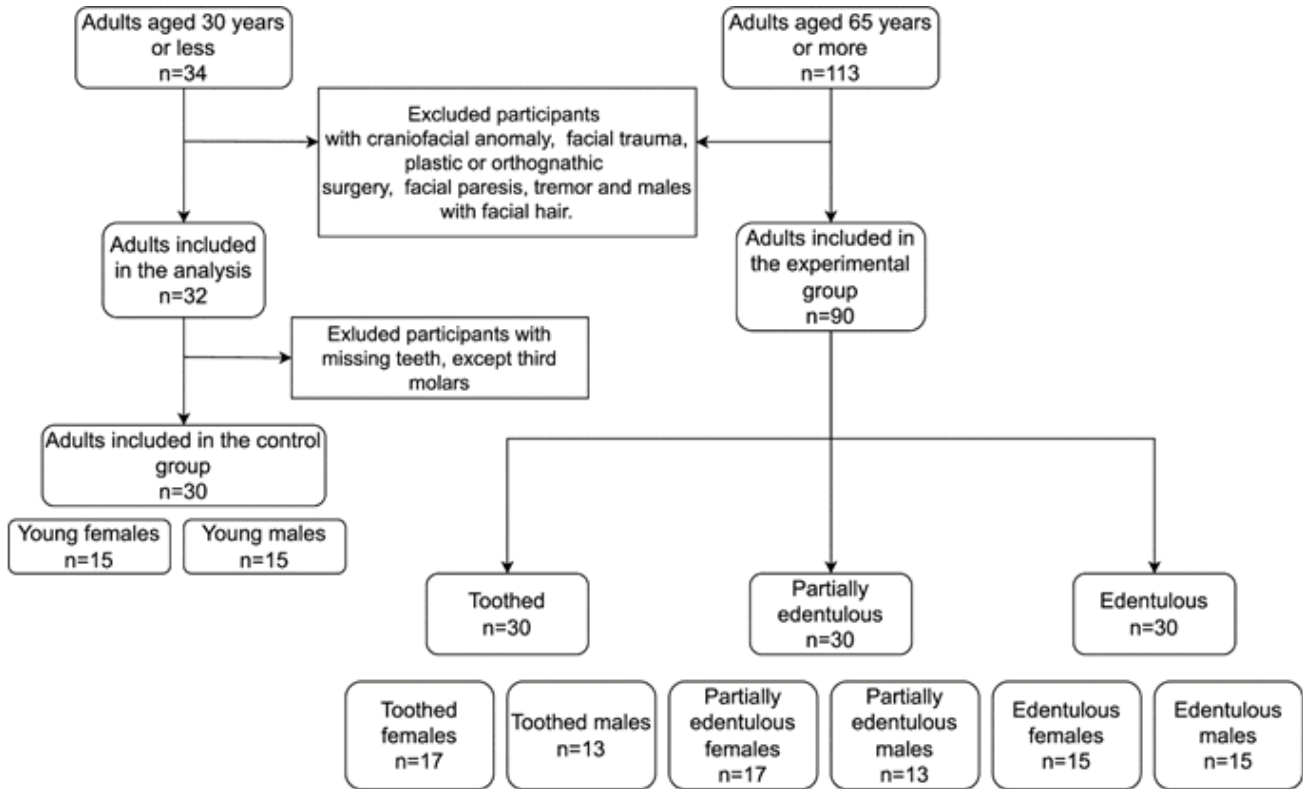 Adults aged 30 years
or less
n=34
Adults aged 65 years
or more
n=113
Excluded participants
with craniofacial anomaly, facial trauma,
plastic or orthognathic
surgery, facial paresis, tremor and males
with facial hair.
Adults included
in the analysis
n=32
Adults included in
the experimental
group
n=90
Exluded participants with
missing teeth, except third
molars
Adults included in the control
group
n=30
Young females
n=15
Young males
n=15
Toothed
n=30
Partially
edentulous
n=30
Edentulous
n=30
Toothed
females
n=17
Toothed males
n=13
Partially
edentulous
females
n=17
Partially
edentulous
males
n=13
Edentulous
females
n=15
Edentulous
males
n=15